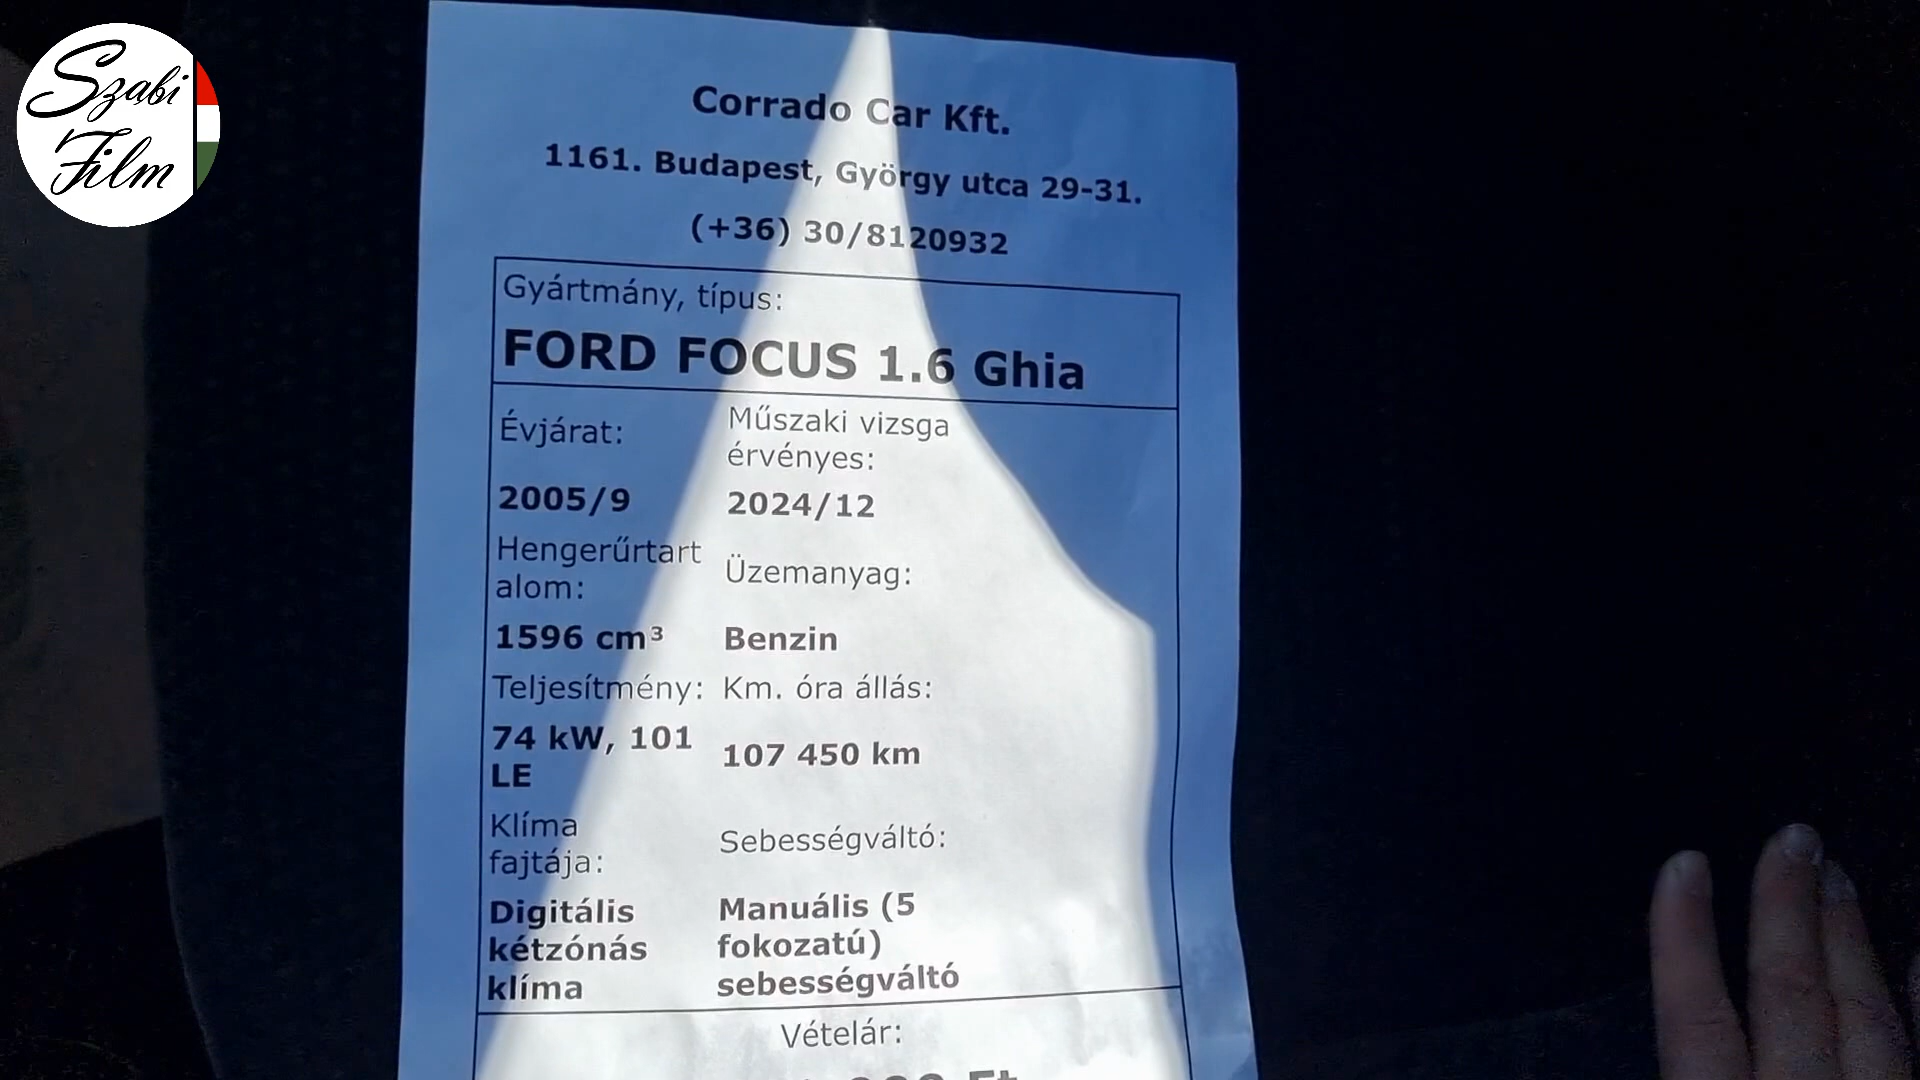 Szabi
Film
Corrado Car Kft.
1161. Budapest, György utca 29-31.
(+36) 30/8120932
Gyártmány, típus:
FORD FOCUS 1.6 Ghia
Évjárat:
Műszaki vizsga
érvényes:
2005/9
2024/12
Hengerűrtart
alom:
Üzemanyag:
1596 cm³
Benzin
Teljesítmény:
Km. óra állás:
74 kW, 101
LE
107 450 km
Klíma
fajtája:
Sebességváltó:
Digitális
kétzónás
klíma
Manuális (5
fokozatú)
sebességváltó
Vételár:
Ft